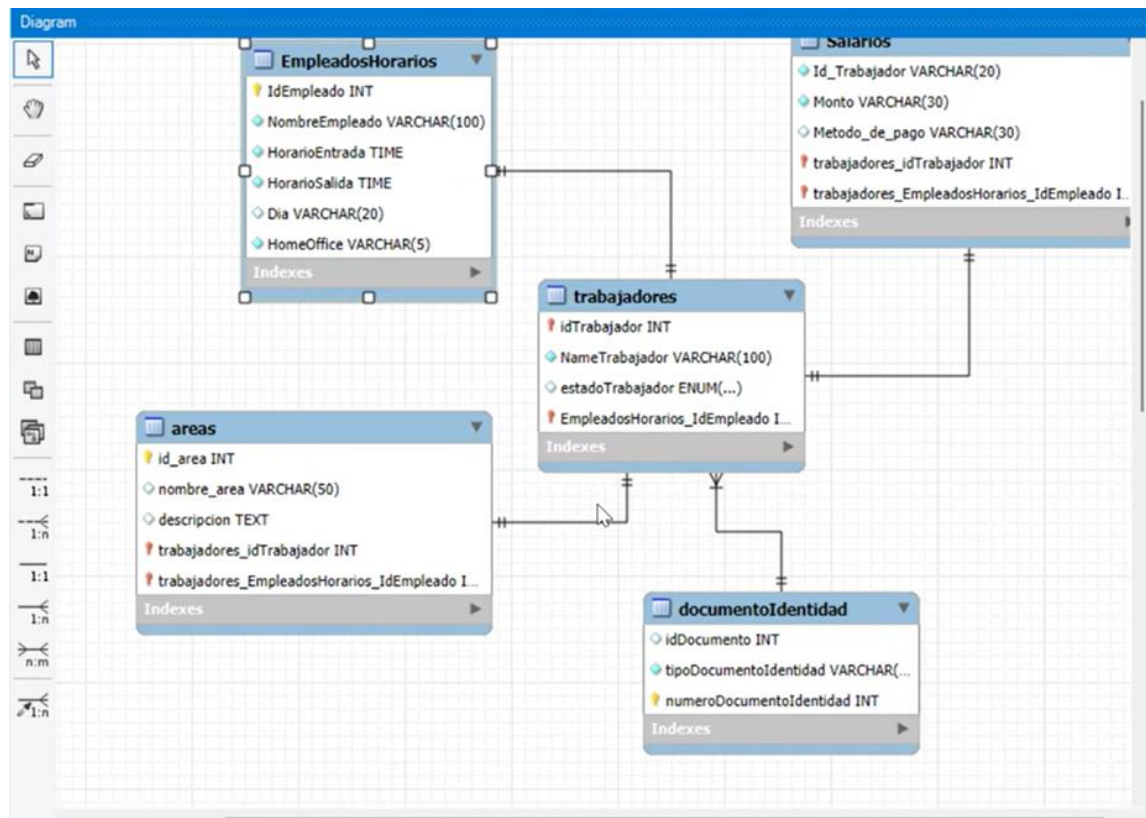 Diagram
EmpleadosHorarios
IdEmpleado INT
NombreEmpleado VARCHAR(100)
HorarioEntrada TIME
HorarioSalida TIME
Dia VARCHAR(20)
HomeOffice VARCHAR(5)
Indexes
Salarios
Id_Trabajador VARCHAR(20)
Monto VARCHAR(30)
Metodo_de_pago VARCHAR(30)
trabajadores_idTrabajador INT
trabajadores_EmpleadosHorarios_IdEmpleado I...
Indexes
trabajadores
idTrabajador INT
NameTrabajador VARCHAR(100)
estadoTrabajador ENUM(...)
EmpleadosHorarios_IdEmpleado I...
Indexes
areas
id_area INT
nombre_area VARCHAR(50)
descripcion TEXT
trabajadores_idTrabajador INT
trabajadores_EmpleadosHorarios_IdEmpleado I...
Indexes
documentoIdentidad
idDocumento INT
tipoDocumentoIdentidad VARCHAR(...
numeroDocumentoIdentidad INT
Indexes
1:1
1:n
1:1
1:n
n:m
1:n